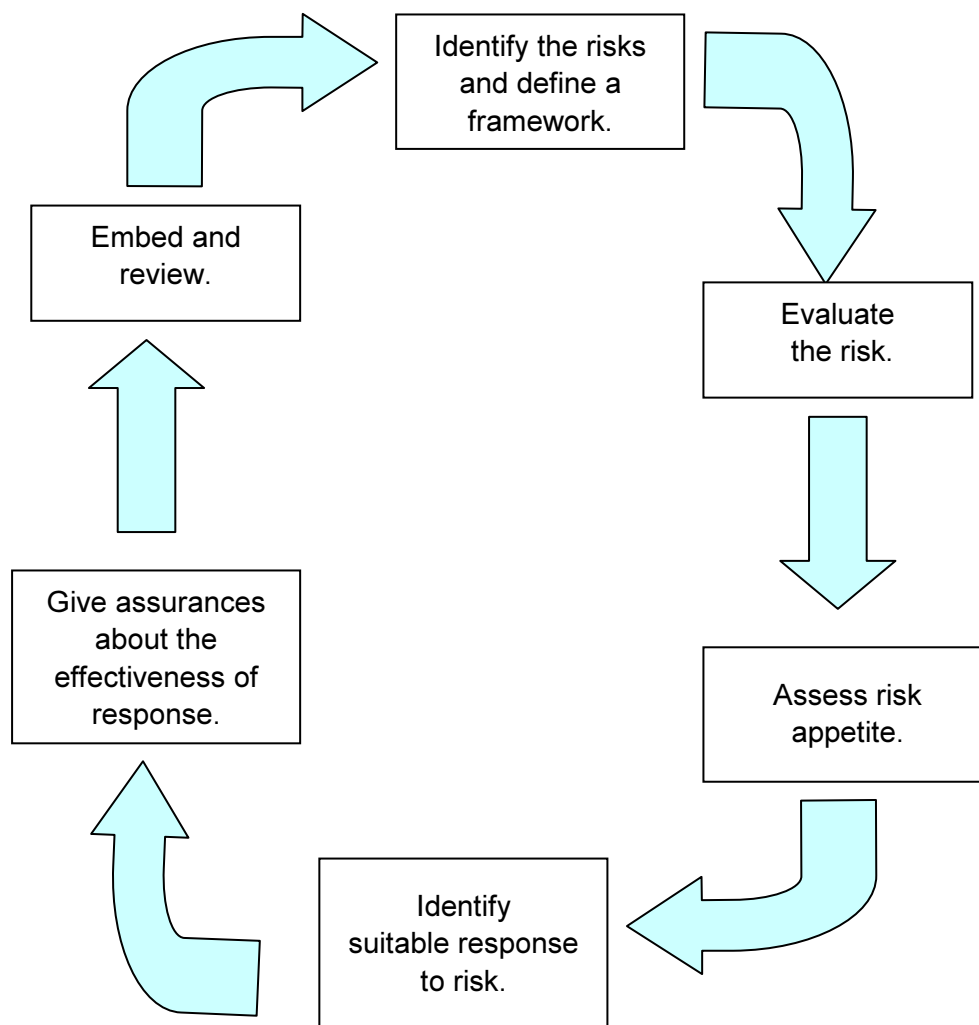 Identify the risks
and define a
framework.
Evaluate
the risk.
Assess risk
appetite.
Identify
suitable response
to risk.
Give assurances
about the
effectiveness of
response.
Embed and
review.